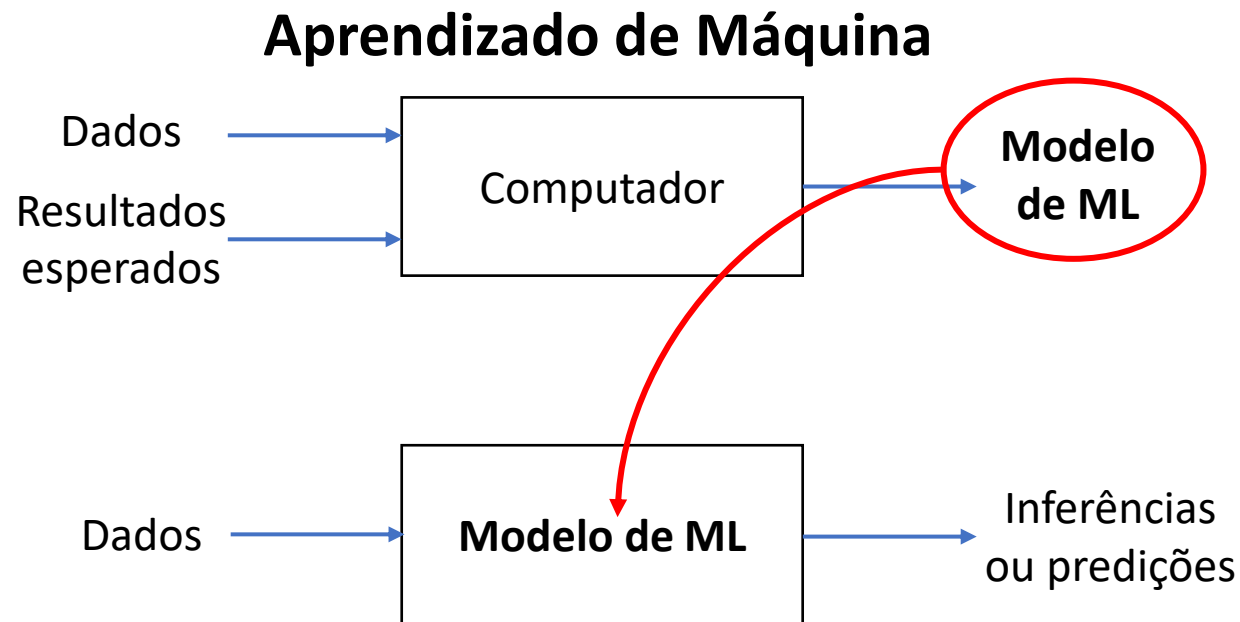 Aprendizado de Máquina
Dados
Resultados
esperados
Computador
Modelo
de ML
Dados
Modelo de ML
Inferências
ou predições